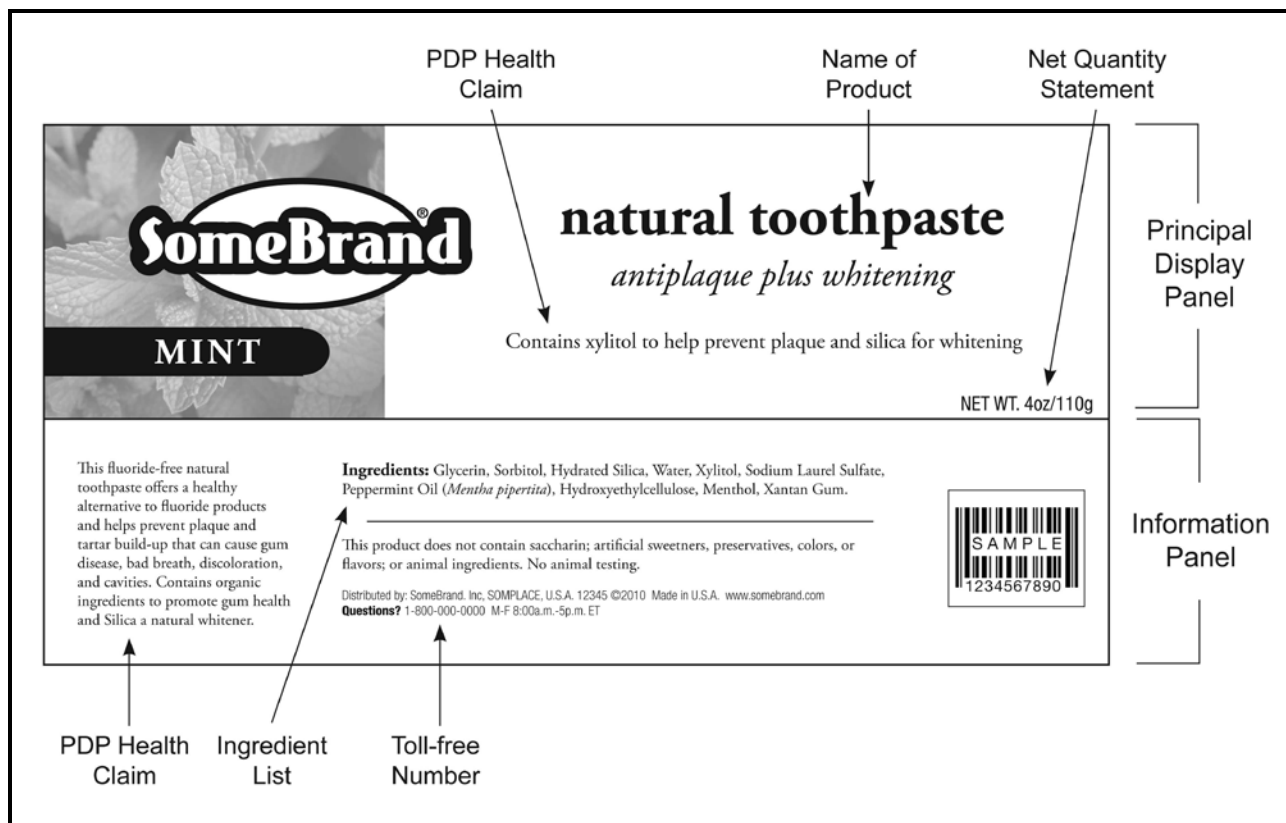 PDP Health
Claim
Name of
Product
Net Quantity
Statement
SomeBrand®
MINT
natural toothpaste
antiplaque plus whitening
Contains xylitol to help prevent plaque and silica for whitening
NET WT. 4oz/110g
Principal
Display
Panel
This fluoride-free natural
toothpaste offers a healthy
alternative to fluoride products
and helps prevent plaque and
tartar build-up that can cause gum
disease, bad breath, discoloration,
and cavities. Contains organic
ingredients to promote gum health
and Silica a natural whitener.
Ingredients: Glycerin, Sorbitol, Hydrated Silica, Water, Xylitol, Sodium Laurel Sulfate,
Peppermint Oil (Mentha pipertita), Hydroxyethylcellulose, Menthol, Xantan Gum.
This product does not contain saccharin; artificial sweetners, preservatives, colors, or
flavors; or animal ingredients. No animal testing.
Distributed by: SomeBrand. Inc, SOMPLACE, U.S.A. 12345 ©2010 Made in U.S.A. www.somebrand.com
Questions? 1-800-000-0000 M-F 8:00a.m.-5p.m. ET
SAMPLE
1234567890
Information
Panel
PDP Health
Claim
Ingredient
List
Toll-free
Number